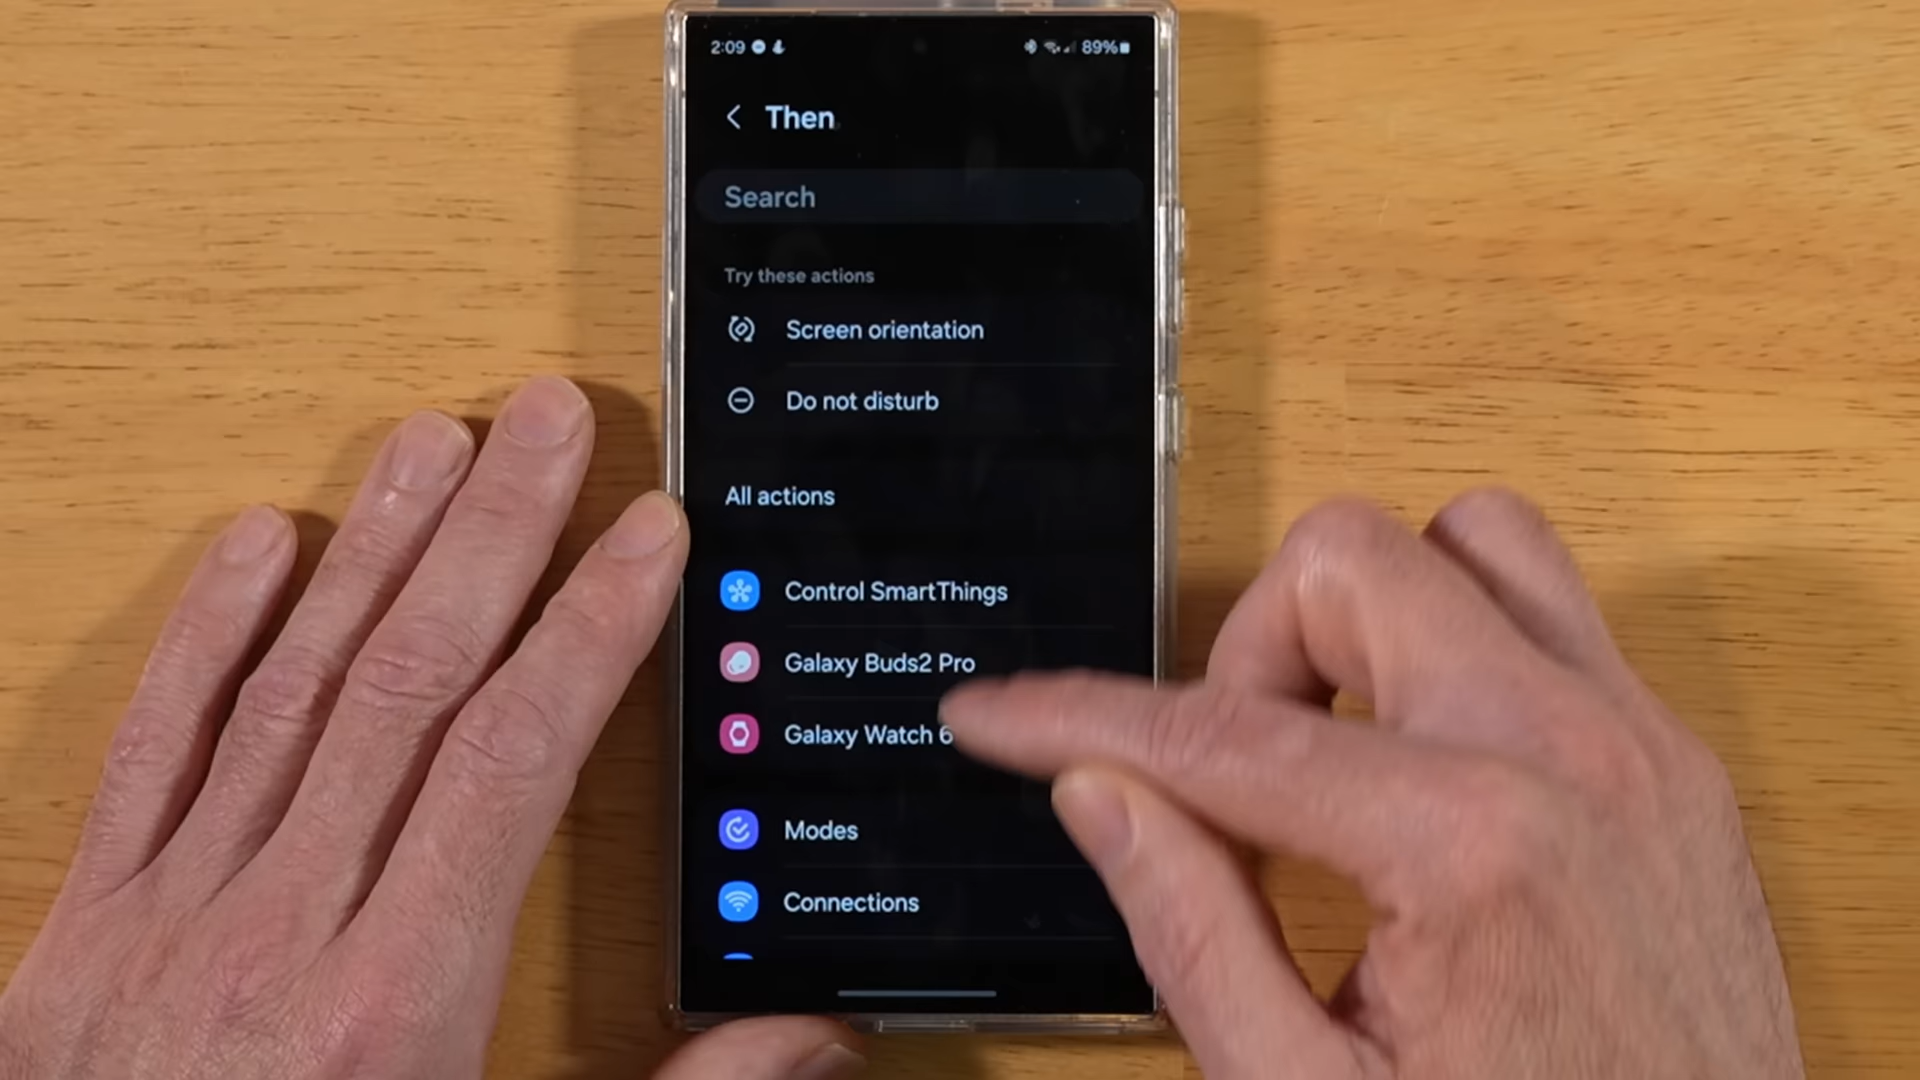 2:09
89%
Then
Search
Try these actions
Screen orientation
Do not disturb
All actions
Control SmartThings
Galaxy Buds2 Pro
Galaxy Watch 6
Modes
Connections